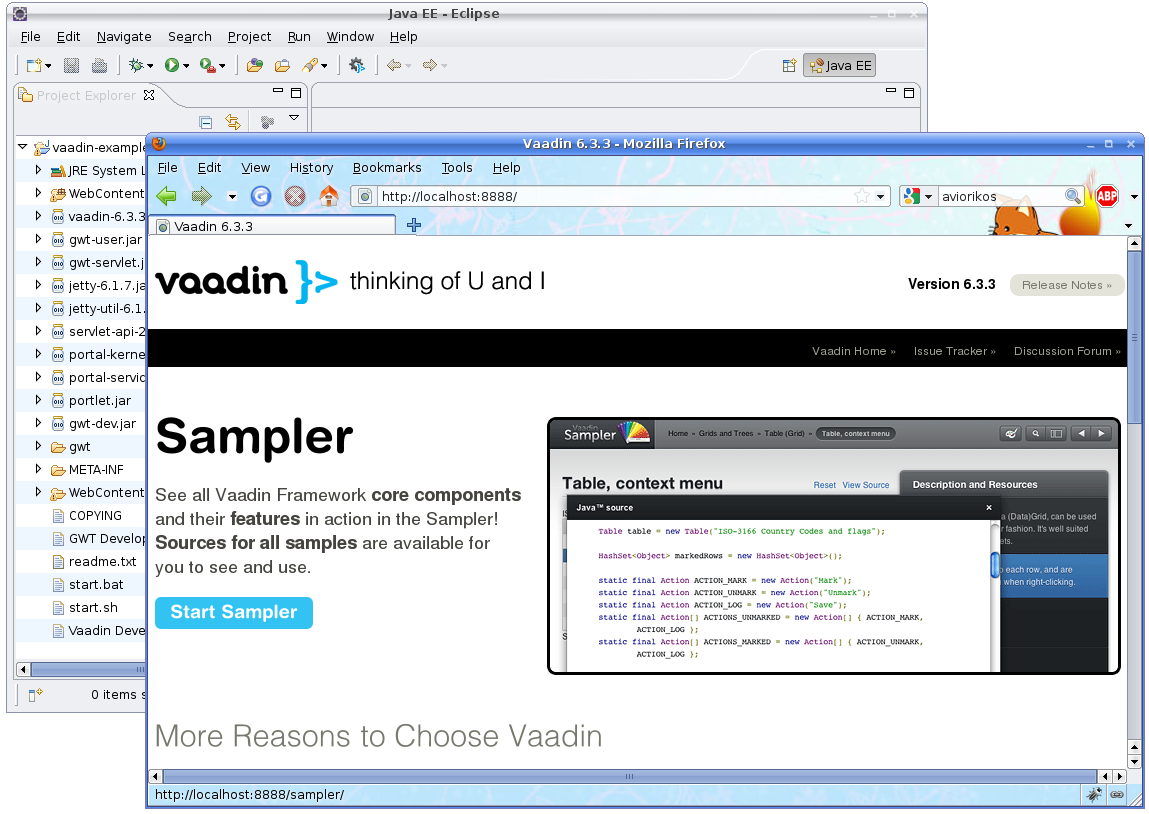 Java EE - Eclipse
File Edit Navigate Search Project Run Window Help
Java EE
Project Explorer
vaadin-example
JRE System L
WebContent
vaadin-6.3.3
gwt-user.jar
gwt-servlet.j
jetty-6.1.7.ja
jetty-util-6.1.
servlet-api-2
portal-kerne
portal-servic
portlet.jar
gwt-dev.jar
gwt
META-INF
WebContent
COPYING
GWT Develop
readme.txt
start.bat
start.sh
Vaadin Deve
0 items s
Vaadin 6.3.3 - Mozilla Firefox
File Edit View History Bookmarks Tools Help
http://localhost:8888/
aviorikos
ABP
Vaadin 6.3.3
vaadin }> thinking of U and I
Version 6.3.3
Release Notes »
Vaadin Home » Issue Tracker » Discussion Forum »
Sampler
See all Vaadin Framework core components
and their features in action in the Sampler!
Sources for all samples are available for
you to see and use.
Start Sampler
Vaadin
Sampler
Home » Grids and Trees » Table (Grid) » Table, context menu
Table, context menu
Reset View Source
Description and Resources
Java™ source
a (Data)Grid, can be used
r fashion. It's well suited
ets.
o each row, and are
when right-clicking.
Table table = new Table("ISO-3166 Country Codes and flags");
HashSet<Object> markedRows = new HashSet<Object>();
static final Action ACTION_MARK = new Action("Mark");
static final Action ACTION_UNMARK = new Action("Unmark");
static final Action ACTION_LOG = new Action("Save");
static final Action[] ACTIONS_UNMARKED = new Action[] { ACTION_MARK,
ACTION_LOG };
static final Action[] ACTIONS_MARKED = new Action[] { ACTION_UNMARK,
ACTION_LOG };
More Reasons to Choose Vaadin
http://localhost:8888/sampler/